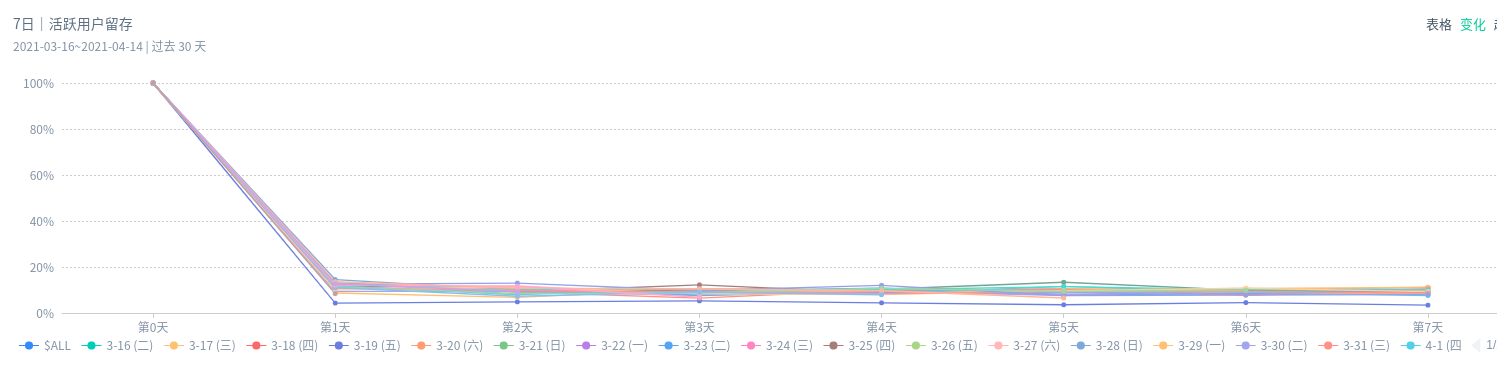 7日｜活跃用户留存
表格 变化
2021-03-16~2021-04-14 | 过去 30 天
100%
80%
60%
40%
20%
0%
第0天 第1天 第2天 第3天 第4天 第5天 第6天 第7天
$ALL 3-16 (二) 3-17 (三) 3-18 (四) 3-19 (五) 3-20 (六) 3-21 (日) 3-22 (一) 3-23 (二) 3-24 (三) 3-25 (四) 3-26 (五) 3-27 (六) 3-28 (日) 3-29 (一) 3-30 (二) 3-31 (三) 4-1 (四 1/